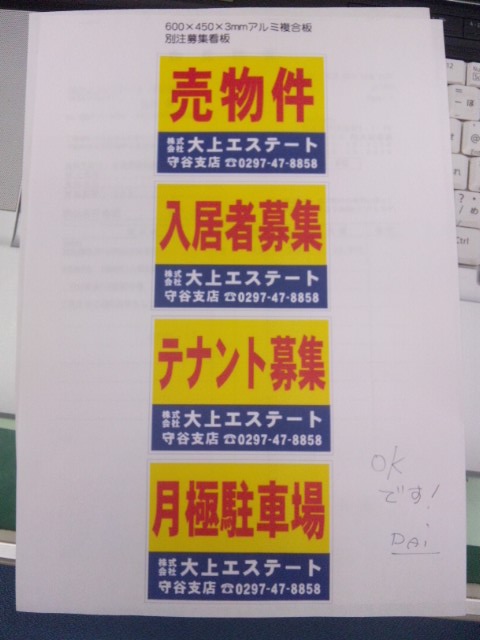 600×450×3mmアルミ複合板
別注募集看板
売物件
株式会社 大上エステート
守谷支店 ☎0297-47-8858
入居者募集
株式会社 大上エステート
守谷支店 ☎0297-47-8858
テナント募集
株式会社 大上エステート
守谷支店 ☎0297-47-8858
月極駐車場
株式会社 大上エステート
守谷支店 ☎0297-47-8858
OK
です!
DAi